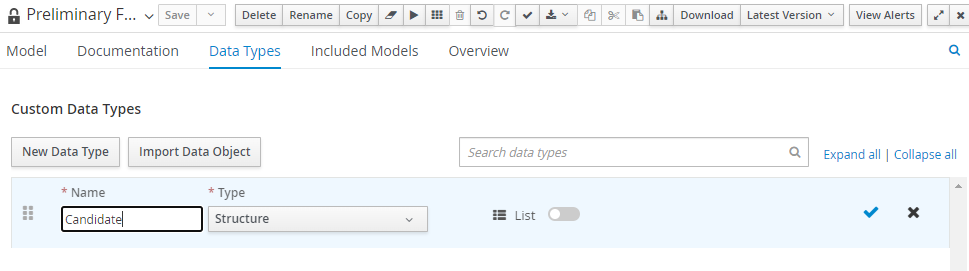 Preliminary F... Save Delete Rename Copy Download Latest Version View Alerts
Model Documentation Data Types Included Models Overview
Custom Data Types
New Data Type Import Data Object Search data types Expand all | Collapse all
* Name * Type
Candidate Structure List